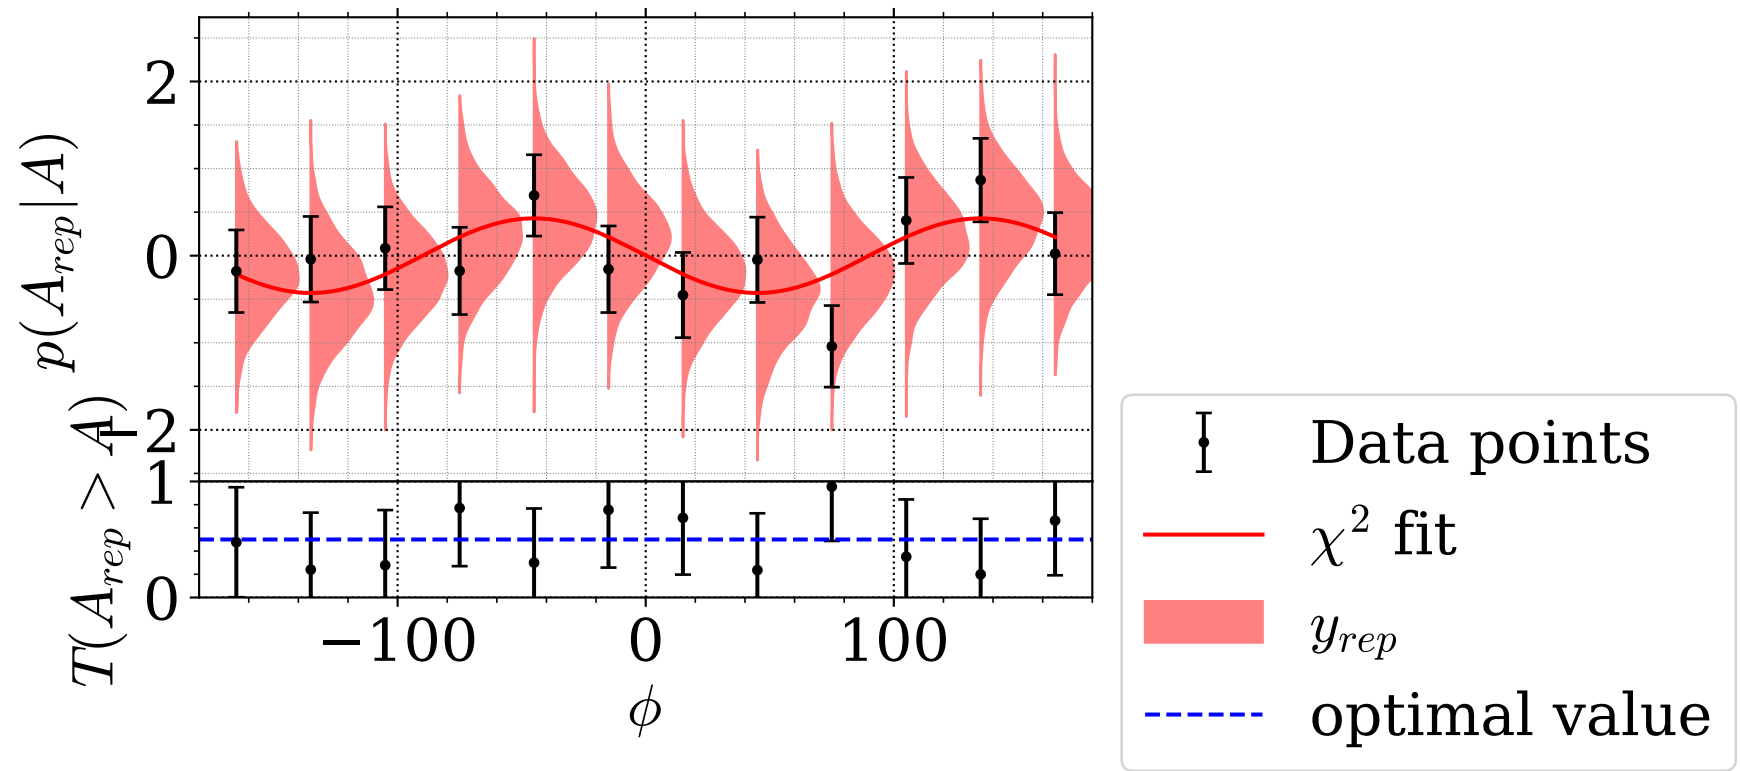 p(A_rep|A)
2
0
−2
T(A_rep > A)
1
0
−100 0 100
ϕ
Data points
χ² fit
y_rep
optimal value